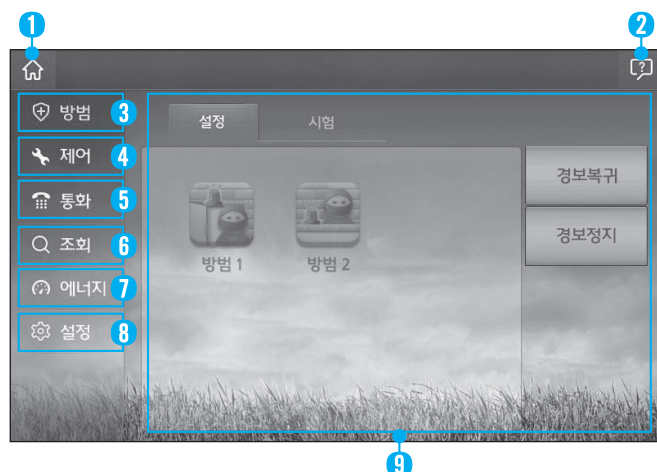 1
2
방범 3
제어 4
통화 5
조회 6
에너지 7
설정 8
설정 시험
방범 1 방범 2
경보복귀
경보정지
9